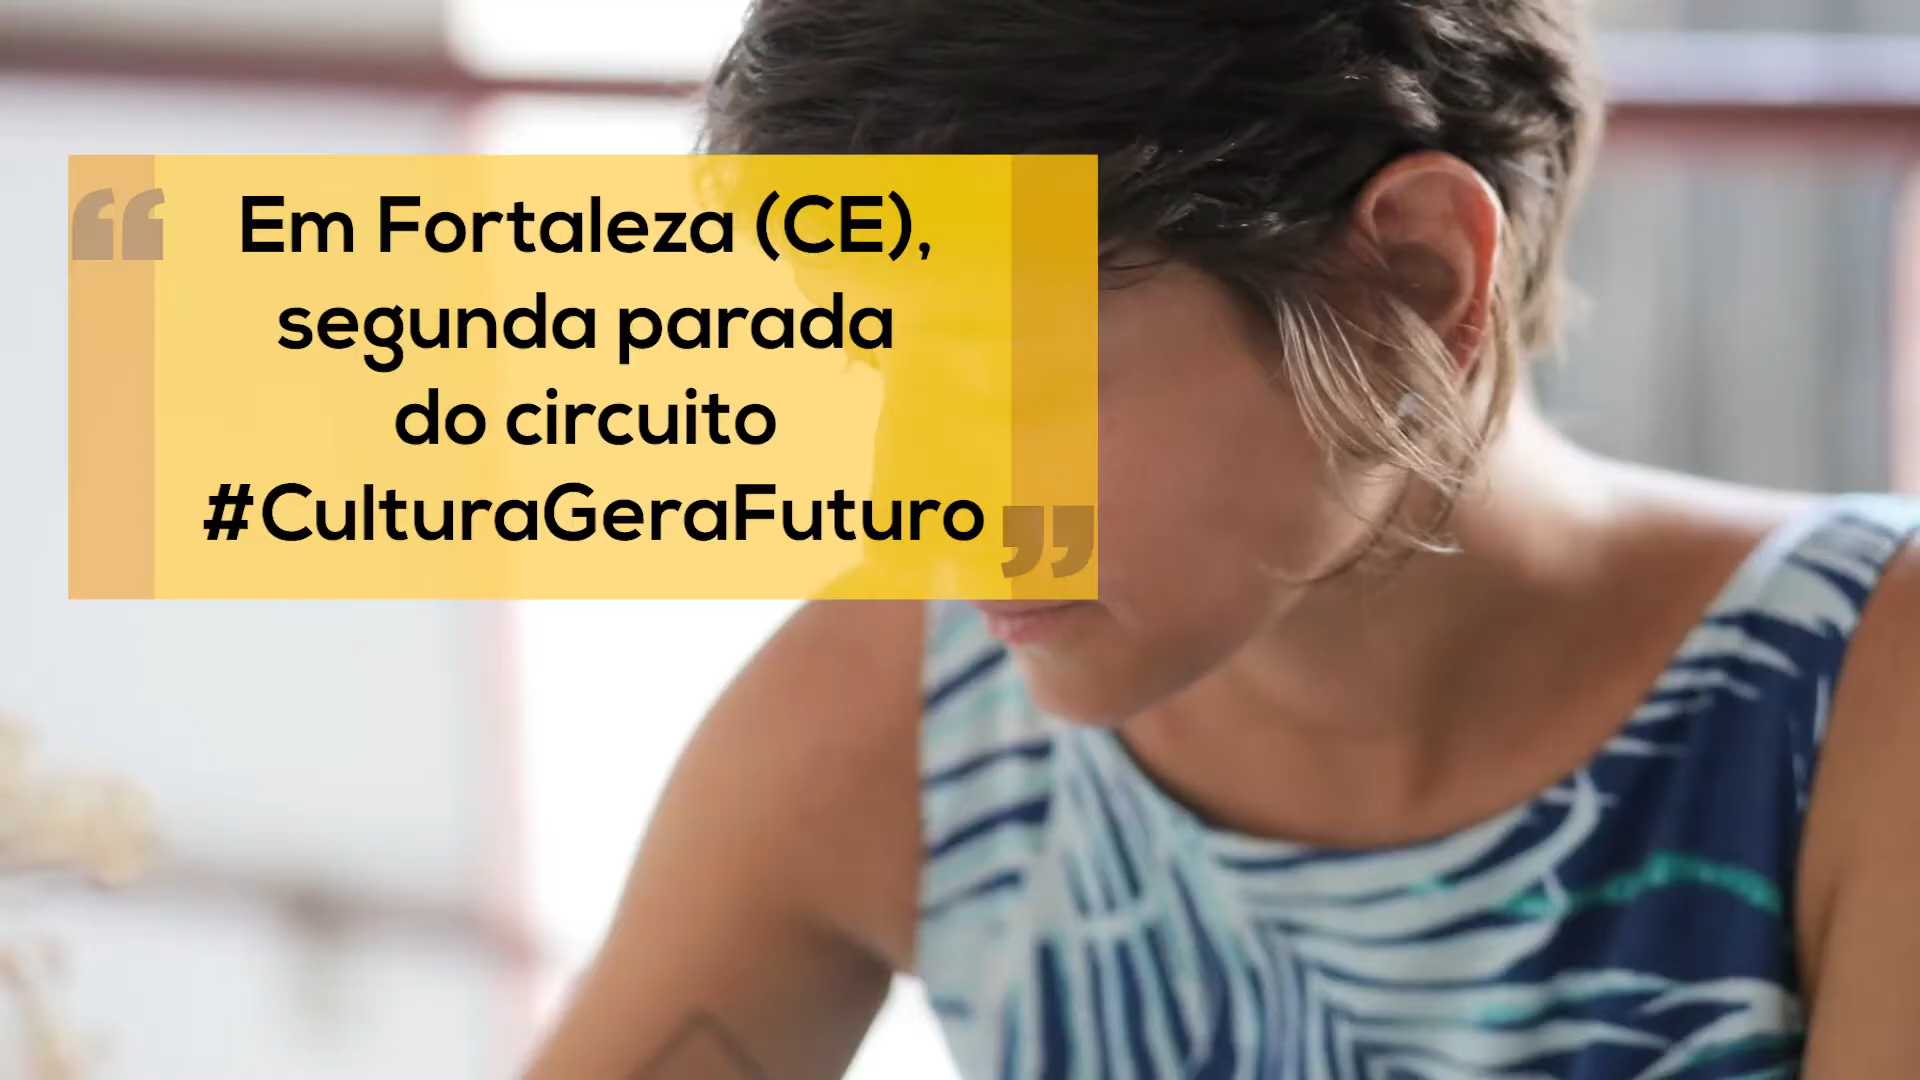 “Em Fortaleza (CE),
segunda parada
do circuito
#CulturaGeraFuturo”